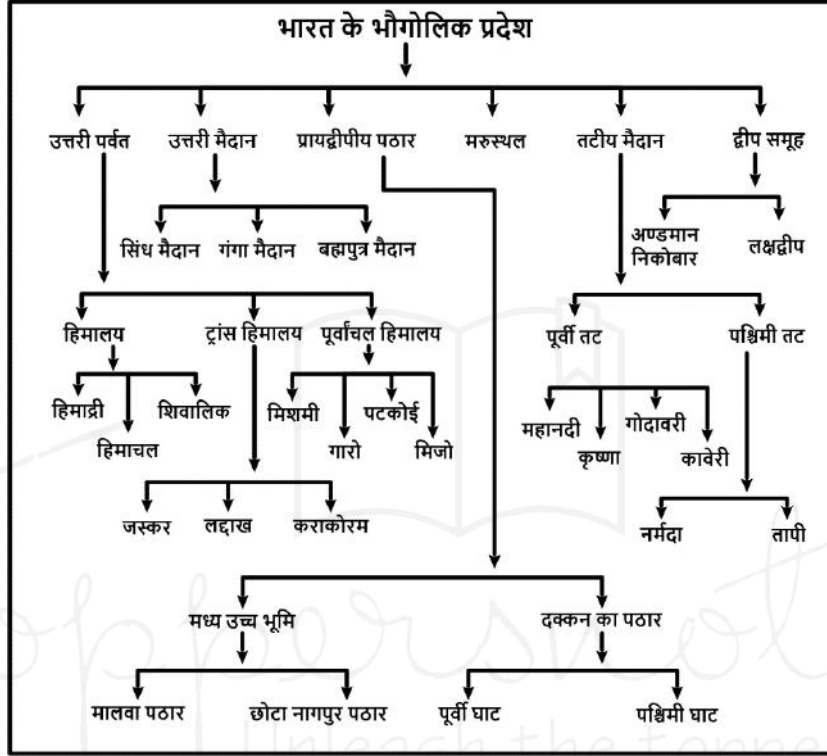 भारत के भौगोलिक प्रदेश
उत्तरी पर्वत उत्तरी मैदान प्रायद्वीपीय पठार मरुस्थल तटीय मैदान द्वीप समूह
सिंध मैदान गंगा मैदान बह्मपुत्र मैदान
अण्डमान
निकोबार
लक्षद्वीप
हिमालय ट्रांस हिमालय पूर्वांचल हिमालय
पूर्वी तट पश्चिमी तट
हिमाद्री शिवालिक
हिमाचल
मिशमी पटकोई
गारो मिजो
महानदी गोदावरी
कृष्णा कावेरी
जस्कर लद्दाख कराकोरम
नर्मदा तापी
मध्य उच्च भूमि दक्कन का पठार
मालवा पठार छोटा नागपुर पठार पूर्वी घाट पश्चिमी घाट